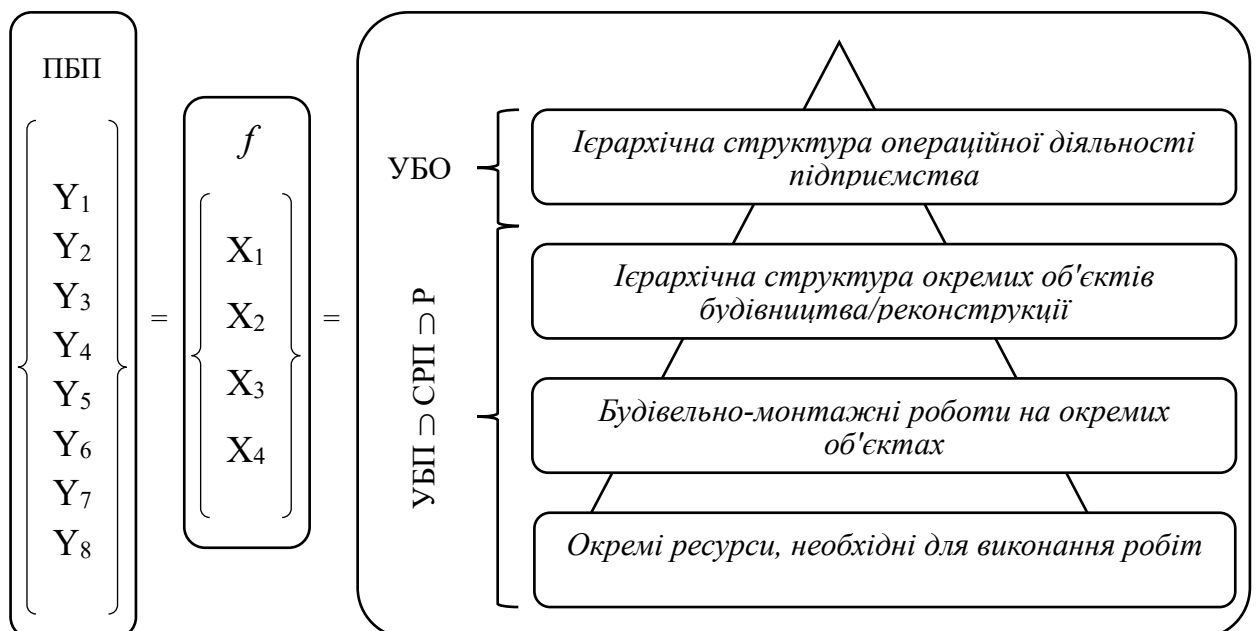 ПБП
Y1
Y2
Y3
Y4
Y5
Y6
Y7
Y8
=
f
X1
X2
X3
X4
=
УБО
УБП ⊃ СРП ⊃ Р
Ієрархічна структура операційної діяльності
підприємства
Ієрархічна структура окремих об'єктів
будівництва/реконструкції
Будівельно-монтажні роботи на окремих
об'єктах
Окремі ресурси, необхідні для виконання робіт